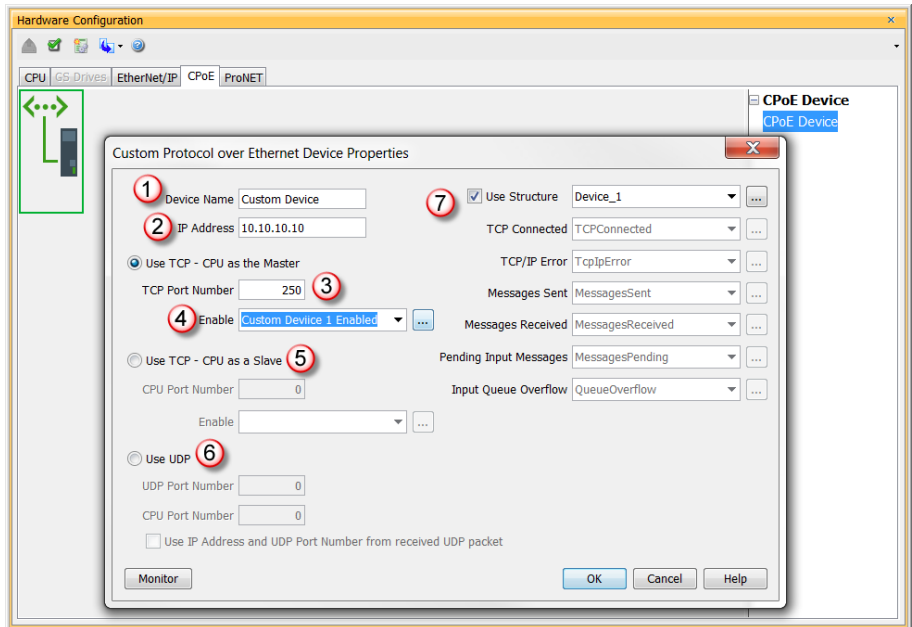 Hardware Configuration
CPU GS Drives EtherNet/IP CPoE ProNET
CPoE Device
CPoE Device
Custom Protocol over Ethernet Device Properties
1 Device Name Custom Device
2 IP Address 10.10.10.10
Use TCP - CPU as the Master
TCP Port Number 250 3
4 Enable Custom Deviice 1 Enabled ...
Use TCP - CPU as a Slave 5
CPU Port Number 0
Enable ...
Use UDP 6
UDP Port Number 0
CPU Port Number 0
Use IP Address and UDP Port Number from received UDP packet
7 Use Structure Device_1 ...
TCP Connected TCPConnected ...
TCP/IP Error TcpIpError ...
Messages Sent MessagesSent ...
Messages Received MessagesReceived ...
Pending Input Messages MessagesPending ...
Input Queue Overflow QueueOverflow ...
Monitor OK Cancel Help